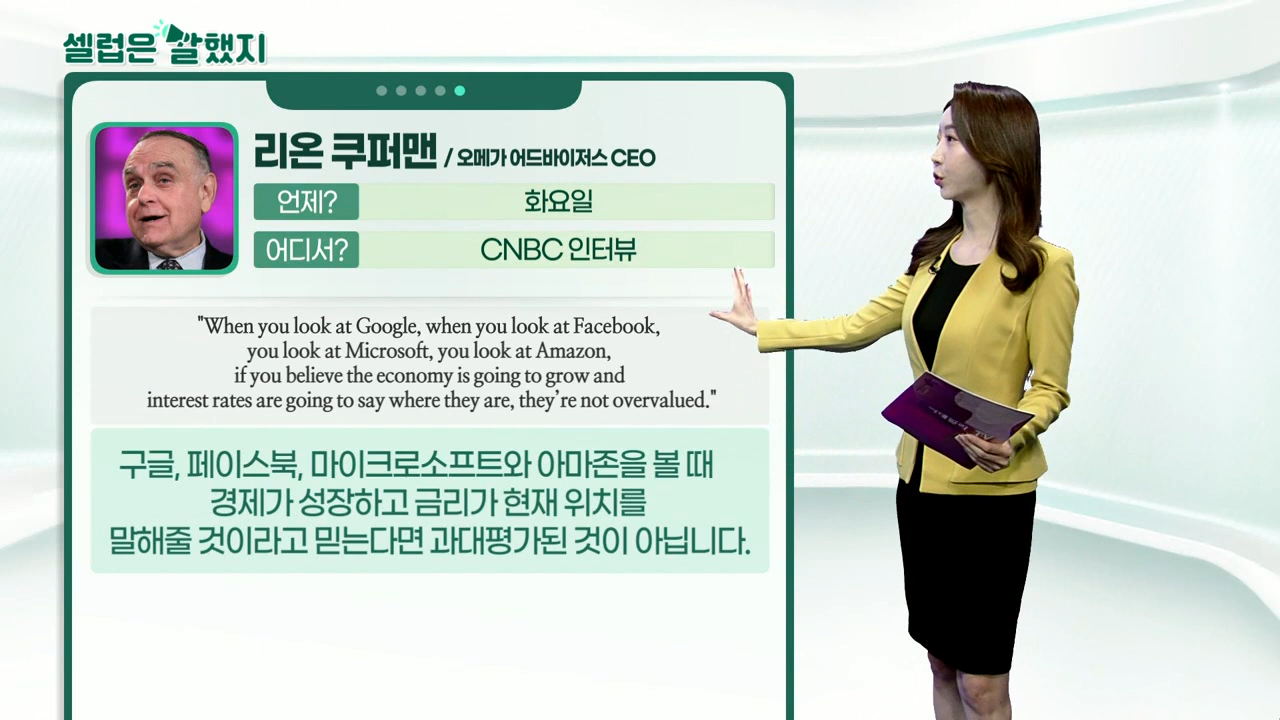 셀럽은 말했지
리온 쿠퍼맨 / 오메가 어드바이저스 CEO
언제? 화요일
어디서? CNBC 인터뷰
"When you look at Google, when you look at Facebook,
you look at Microsoft, you look at Amazon,
if you believe the economy is going to grow and
interest rates are going to say where they are, they're not overvalued."
구글, 페이스북, 마이크로소프트와 아마존을 볼 때
경제가 성장하고 금리가 현재 위치를
말해줄 것이라고 믿는다면 과대평가된 것이 아닙니다.